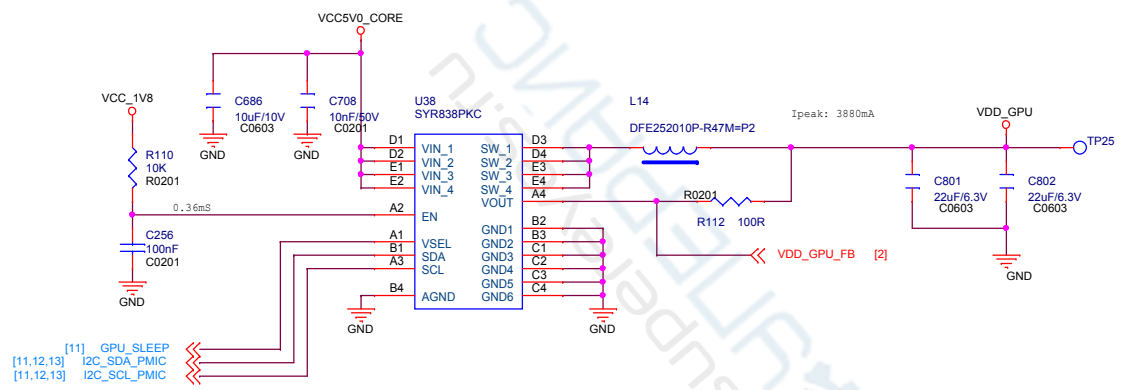 VCC5V0_CORE
VCC_1V8
C686
10uF/10V
C0603
GND
C708
10nF/50V
C0201
GND
U38
SYR838PKC
L14
DFE252010P-R47M=P2
Ipeak: 3880mA
VDD_GPU
TP25
R110
10K
R0201
0.36mS
C256
100nF
C0201
GND
D1 VIN_1 SW_1 D3
D2 VIN_2 SW_2 D4
E1 VIN_3 SW_3 E3
E2 VIN_4 SW_4 E4
VOUT A4
A2 EN
GND1 B2
A1 VSEL GND2 B3
B1 SDA GND3 C1
A3 SCL GND4 C2
GND5 C3
B4 AGND GND6 C4
GND
GND
R0201
R112 100R
VDD_GPU_FB [2]
C801
22uF/6.3V
C0603
C802
22uF/6.3V
C0603
GND
[11] GPU_SLEEP
[11,12,13] I2C_SDA_PMIC
[11,12,13] I2C_SCL_PMIC